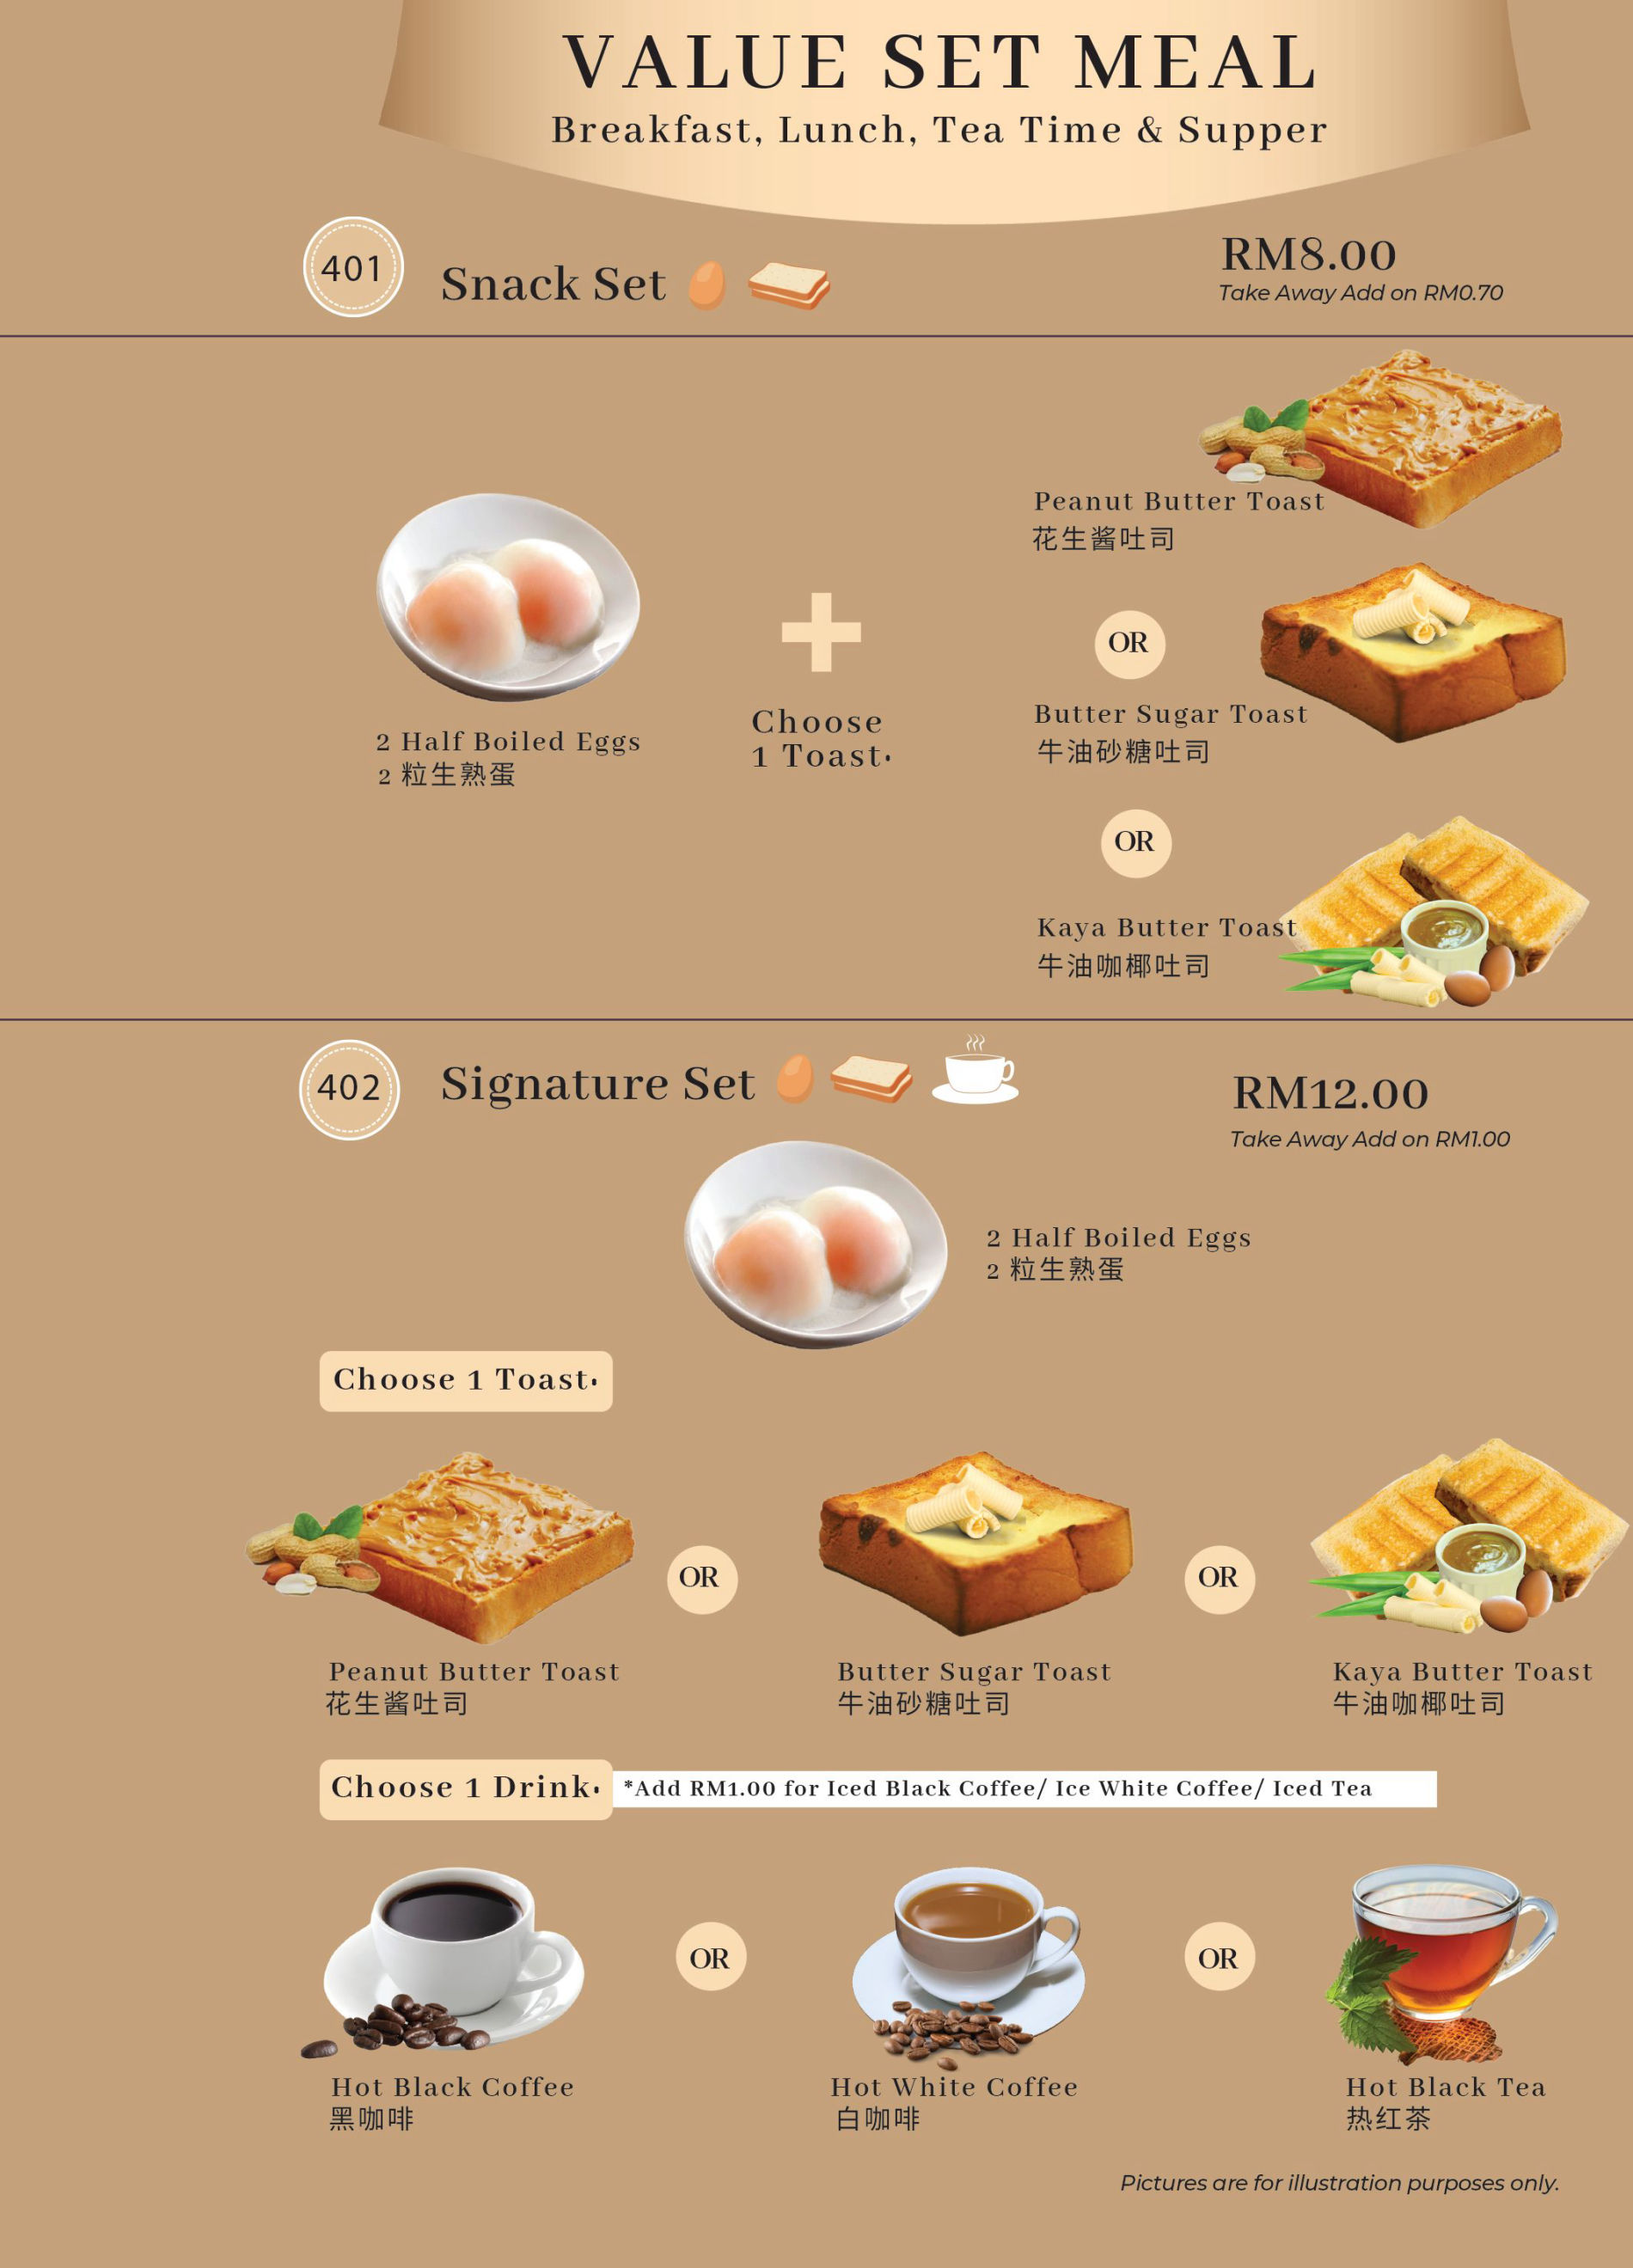 VALUE SET MEAL
Breakfast, Lunch, Tea Time & Supper
401
Snack Set
RM8.00
Take Away Add on RM0.70
2 Half Boiled Eggs
2 粒生熟蛋
Choose
1 Toast:
Peanut Butter Toast
花生酱吐司
OR
Butter Sugar Toast
牛油砂糖吐司
OR
Kaya Butter Toast
牛油咖椰吐司
402
Signature Set
RM12.00
Take Away Add on RM1.00
2 Half Boiled Eggs
2 粒生熟蛋
Choose 1 Toast:
OR
OR
Peanut Butter Toast
花生酱吐司
Butter Sugar Toast
牛油砂糖吐司
Kaya Butter Toast
牛油咖椰吐司
Choose 1 Drink: *Add RM1.00 for Iced Black Coffee/ Ice White Coffee/ Iced Tea
OR
OR
Hot Black Coffee
黑咖啡
Hot White Coffee
白咖啡
Hot Black Tea
热红茶
Pictures are for illustration purposes only.